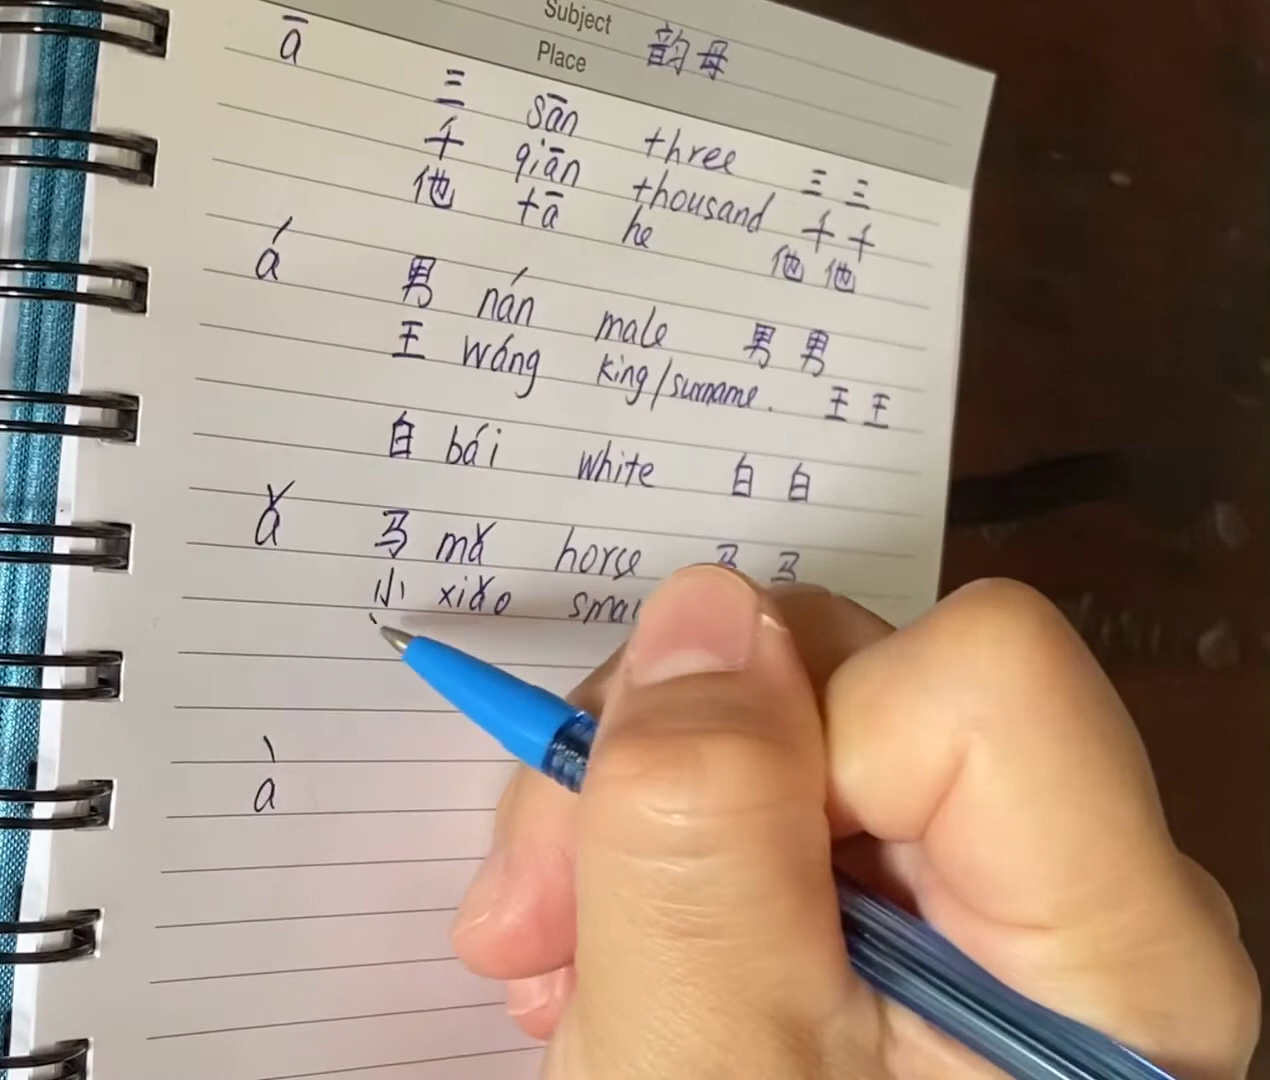 Subject 韵母
Place
ā
三 sān three 三 三
千 qiān thousand 千 千
他 tā he 他 他
á
男 nán male 男 男
王 wáng king/surname. 王 王
白 bái white 白 白
ǎ 马 mǎ horse 马 马
小 xiǎo
à